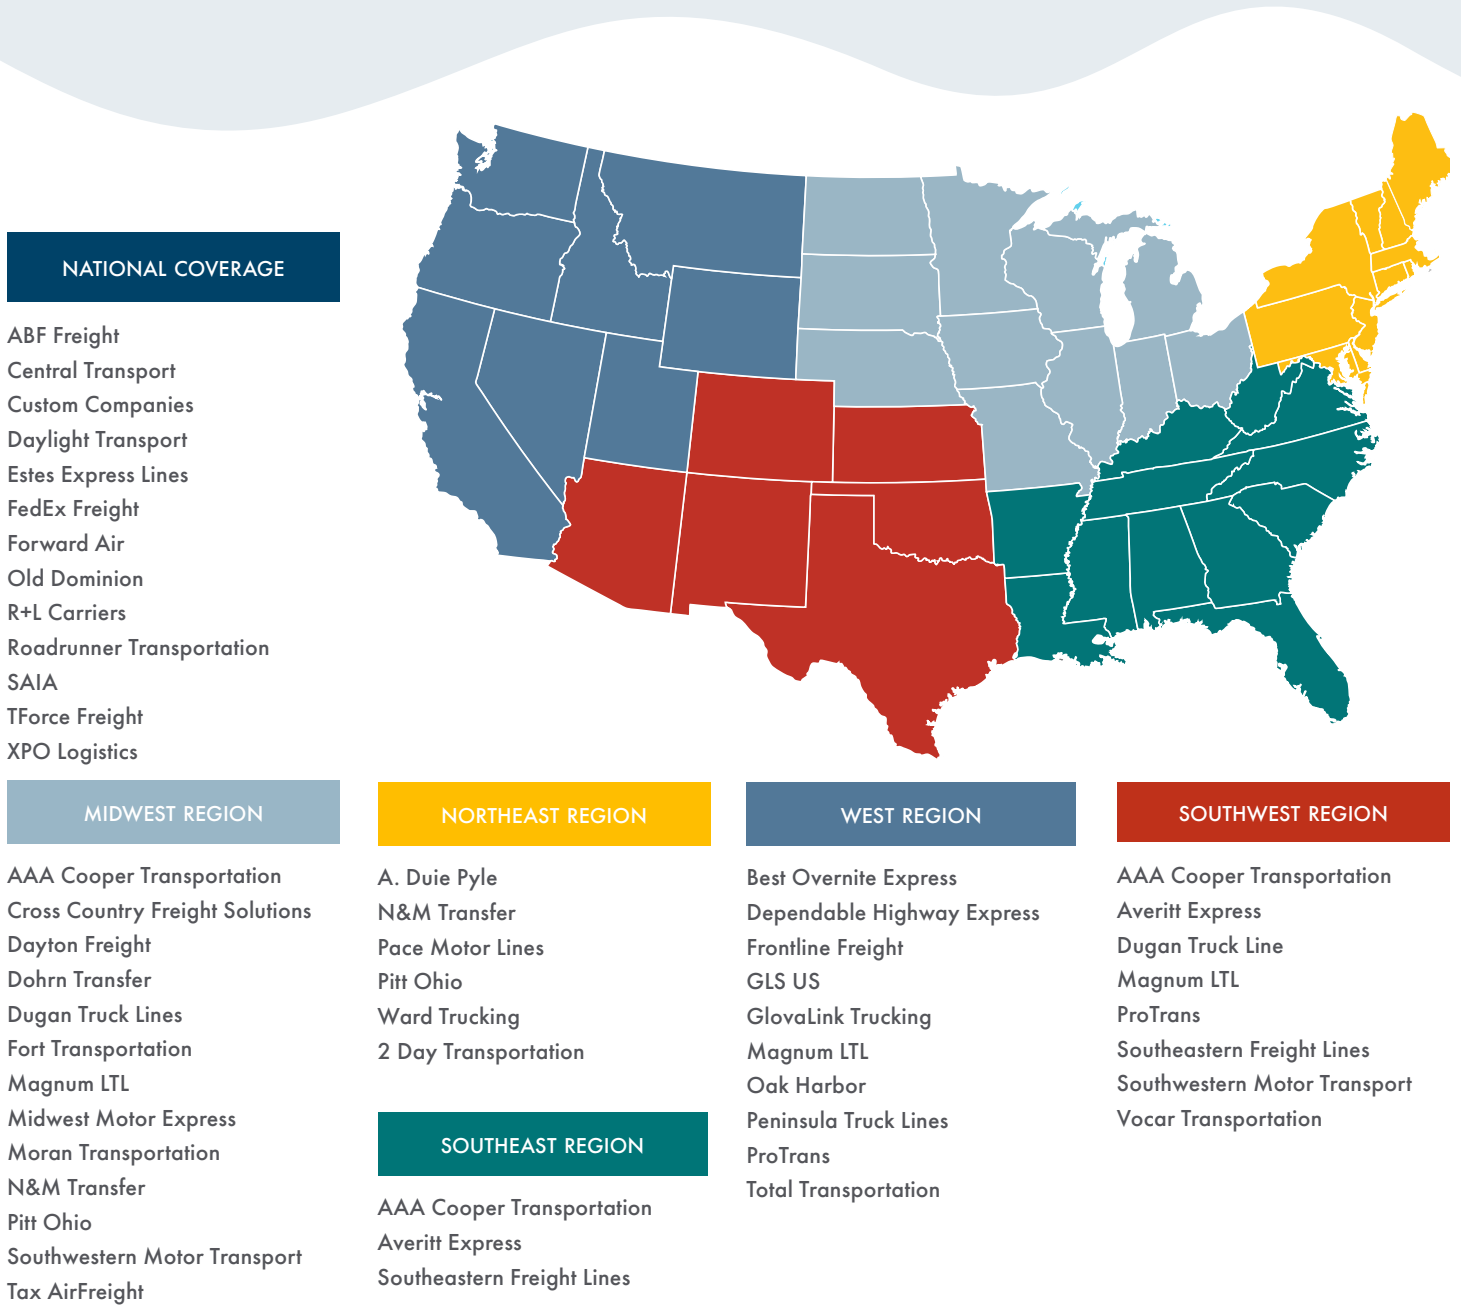 NATIONAL COVERAGE
ABF Freight
Central Transport
Custom Companies
Daylight Transport
Estes Express Lines
FedEx Freight
Forward Air
Old Dominion
R+L Carriers
Roadrunner Transportation
SAIA
TForce Freight
XPO Logistics
MIDWEST REGION
AAA Cooper Transportation
Cross Country Freight Solutions
Dayton Freight
Dohrn Transfer
Dugan Truck Lines
Fort Transportation
Magnum LTL
Midwest Motor Express
Moran Transportation
N&M Transfer
Pitt Ohio
Southwestern Motor Transport
Tax AirFreight
NORTHEAST REGION
A. Duie Pyle
N&M Transfer
Pace Motor Lines
Pitt Ohio
Ward Trucking
2 Day Transportation
SOUTHEAST REGION
AAA Cooper Transportation
Averitt Express
Southeastern Freight Lines
WEST REGION
Best Overnite Express
Dependable Highway Express
Frontline Freight
GLS US
GlovaLink Trucking
Magnum LTL
Oak Harbor
Peninsula Truck Lines
ProTrans
Total Transportation
SOUTHWEST REGION
AAA Cooper Transportation
Averitt Express
Dugan Truck Line
Magnum LTL
ProTrans
Southeastern Freight Lines
Southwestern Motor Transport
Vocar Transportation